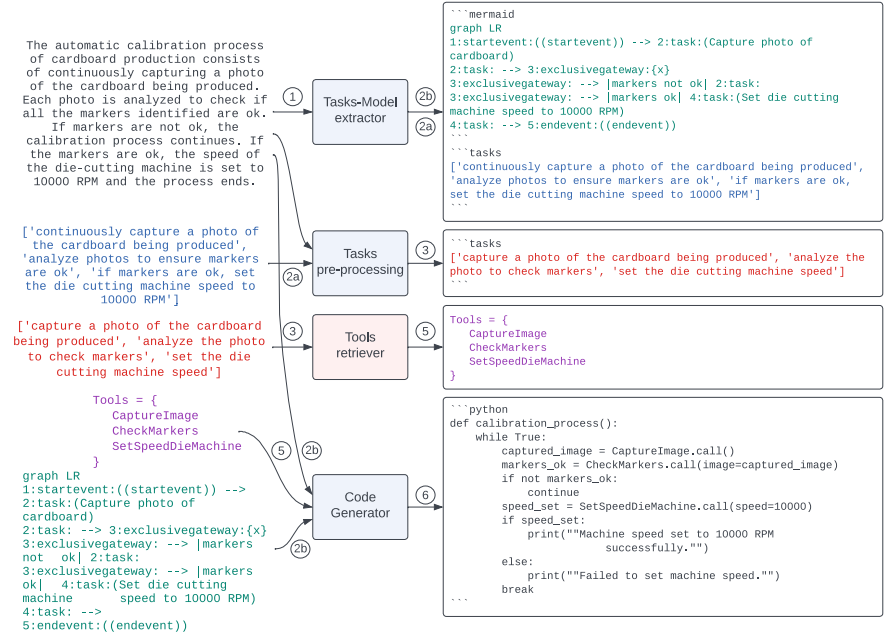 The automatic calibration process
of cardboard production consists
of continuously capturing a photo
of the cardboard being produced.
Each photo is analyzed to check if
all the markers identified are ok.
If markers are not ok, the
calibration process continues. If
the markers are ok, the speed of
the die-cutting machine is set to
10000 RPM and the process ends.
1
Tasks-Model
extractor
2b
2a
```mermaid
graph LR
1:startevent:((startevent)) --> 2:task:(Capture photo of
cardboard)
2:task: --> 3:exclusivegateway:{x}
3:exclusivegateway: --> |markers not ok| 2:task:
3:exclusivegateway: --> |markers ok| 4:task:(Set die cutting
machine speed to 10000 RPM)
4:task: --> 5:endevent:((endevent))
```
```tasks
['continuously capture a photo of the cardboard being produced',
'analyze photos to ensure markers are ok', 'if markers are ok,
set the die cutting machine speed to 10000 RPM']
```
['continuously capture a photo of
the cardboard being produced',
'analyze photos to ensure markers
are ok', 'if markers are ok, set
the die cutting machine speed to
10000 RPM']
2a
Tasks
pre-processing
3
```tasks
['capture a photo of the cardboard being produced', 'analyze the
photo to check markers', 'set the die cutting machine speed']
```
['capture a photo of the cardboard
being produced', 'analyze the photo
to check markers', 'set the die
cutting machine speed']
3
Tools
retriever
5
Tools = {
CaptureImage
CheckMarkers
SetSpeedDieMachine
}
Tools = {
CaptureImage
CheckMarkers
SetSpeedDieMachine
}
5
2b
graph LR
1:startevent:((startevent)) -->
2:task:(Capture photo of
cardboard)
2:task: --> 3:exclusivegateway:{x}
3:exclusivegateway: --> |markers
not ok| 2:task:
3:exclusivegateway: --> |markers
ok| 4:task:(Set die cutting
machine speed to 10000 RPM)
4:task: -->
5:endevent:((endevent))
2b
Code
Generator
6
```python
def calibration_process():
while True:
captured_image = CaptureImage.call()
markers_ok = CheckMarkers.call(image=captured_image)
if not markers_ok:
continue
speed_set = SetSpeedDieMachine.call(speed=10000)
if speed_set:
print(""Machine speed set to 10000 RPM
successfully."")
else:
print(""Failed to set machine speed."")
break
```